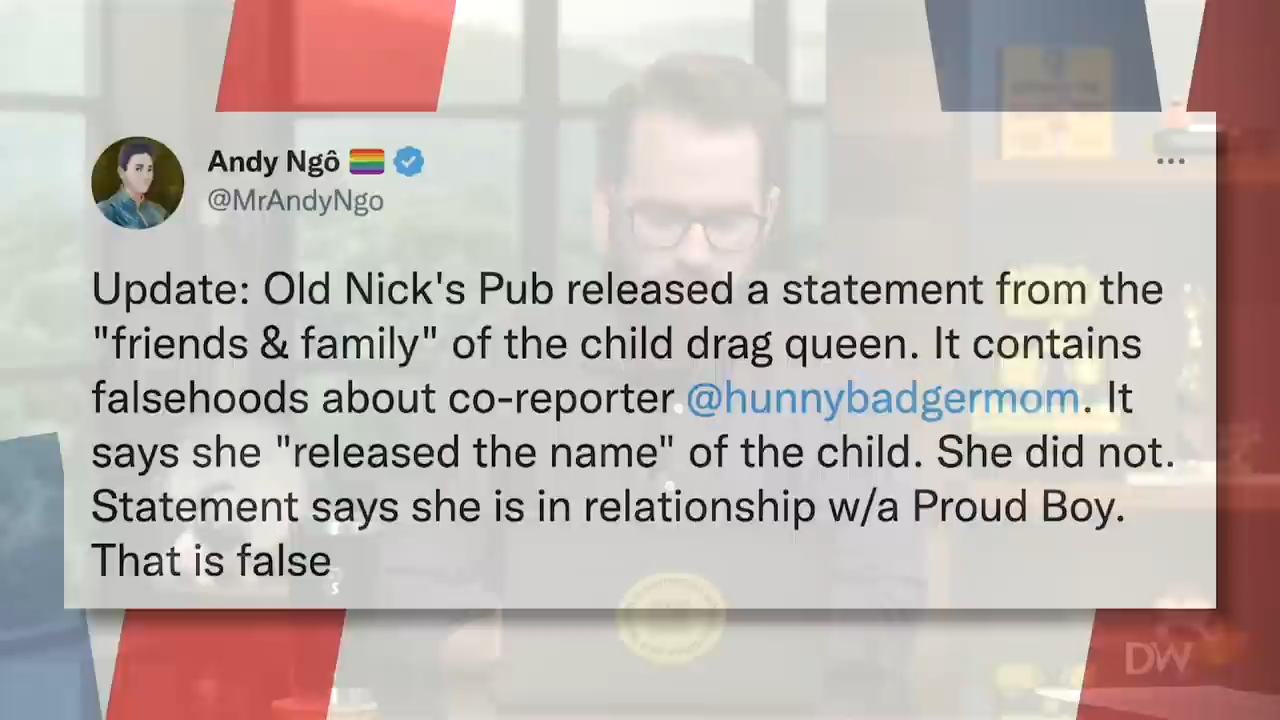 Andy Ngô
@MrAndyNgo
Update: Old Nick's Pub released a statement from the
"friends & family" of the child drag queen. It contains
falsehoods about co-reporter @hunnybadgermom. It
says she "released the name" of the child. She did not.
Statement says she is in relationship w/a Proud Boy.
That is false
DW